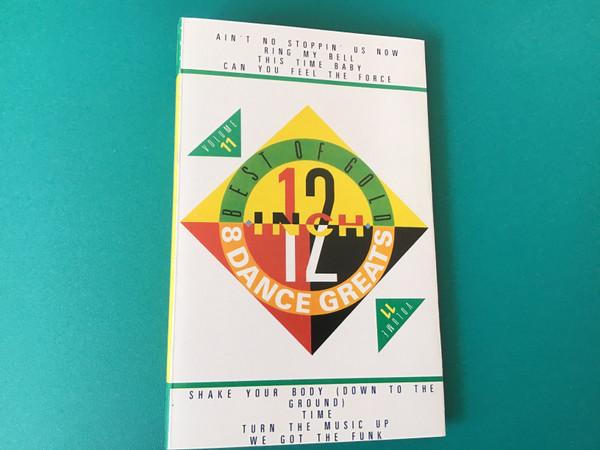 AIN'T NO STOPPIN' US NOW
RING MY BELL
THIS TIME BABY
CAN YOU FEEL THE FORCE
VOLUME
11
BEST OF GOLD
12
INCH
12
8 DANCE GREATS
VOLUME
11
SHAKE YOUR BODY (DOWN TO THE
GROUND)
TIME
TURN THE MUSIC UP
WE GOT THE FUNK